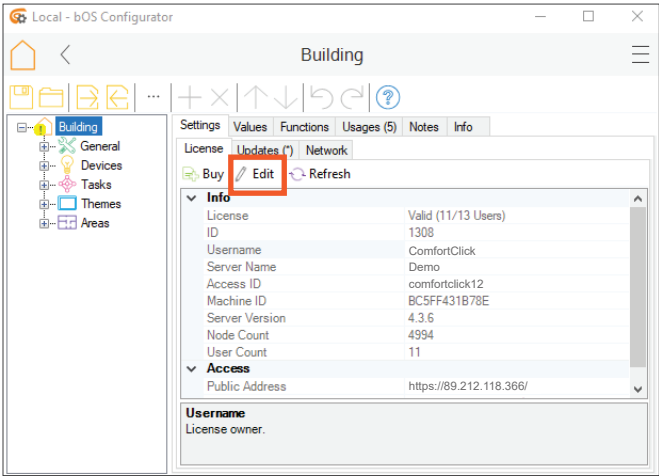 Local - bOS Configurator
Building
...
Building
General
Devices
Tasks
Themes
Areas
Settings Values Functions Usages (5) Notes Info
License Updates (*) Network
Buy Edit Refresh
Info
License Valid (11/13 Users)
ID 1308
Username ComfortClick
Server Name Demo
Access ID comfortclick12
Machine ID BC5FF431B78E
Server Version 4.3.6
Node Count 4994
User Count 11
Access
Public Address https://89.212.118.366/
Username
License owner.